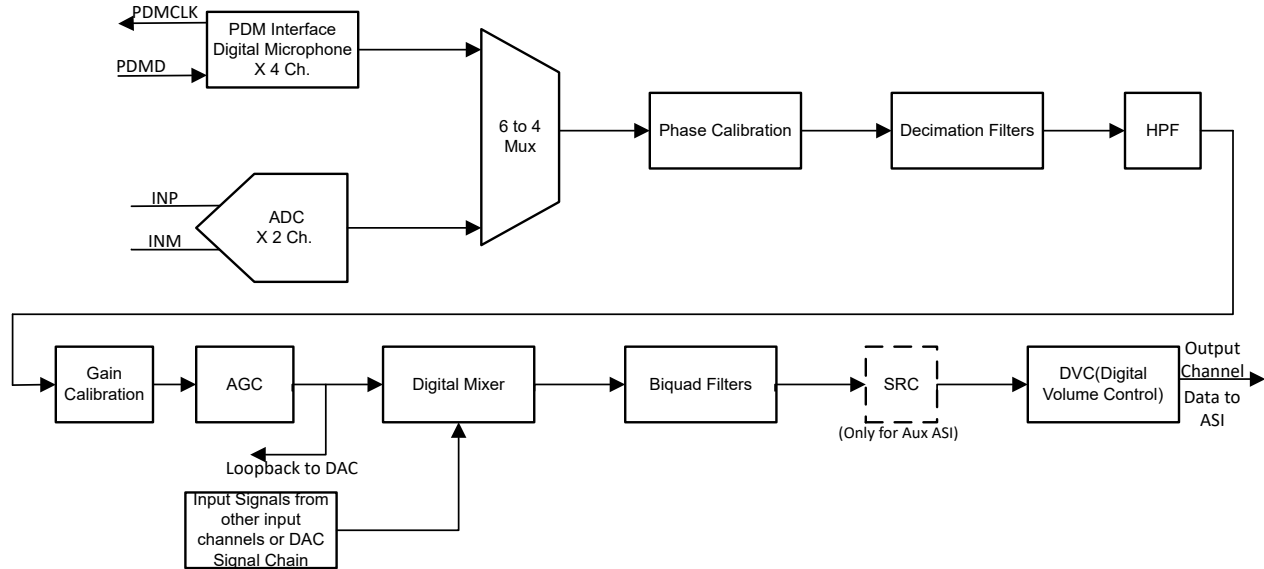 PDMCLK
PDM Interface
Digital Microphone
X 4 Ch.
PDMD
6 to 4
Mux
Phase Calibration
Decimation Filters
HPF
INP
ADC
X 2 Ch.
INM
Gain
Calibration
AGC
Digital Mixer
Biquad Filters
SRC
(Only for Aux ASI)
DVC(Digital
Volume Control)
Output
Channel
Data to
ASI
Loopback to DAC
Input Signals from
other input
channels or DAC
Signal Chain